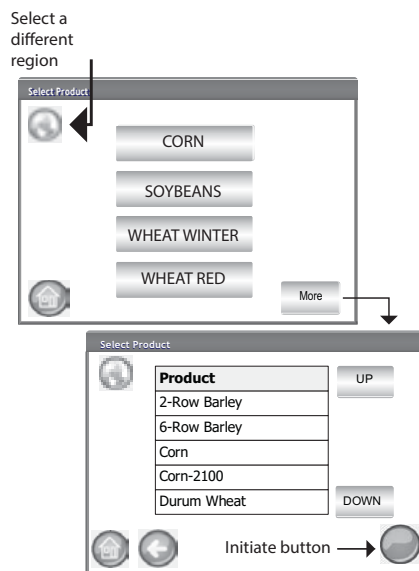 Select a
different
region
Select Product
CORN
SOYBEANS
WHEAT WINTER
WHEAT RED
More
Select Product
Product
UP
2-Row Barley
6-Row Barley
Corn
Corn-2100
Durum Wheat
DOWN
Initiate button